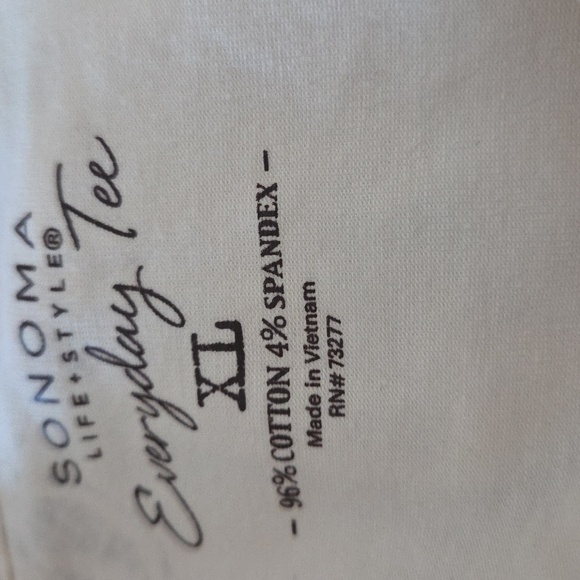 SONOMA
LIFE+STYLE®
Everyday Tee
XL
- 96% COTTON 4% SPANDEX -
Made in Vietnam
RN# 73277